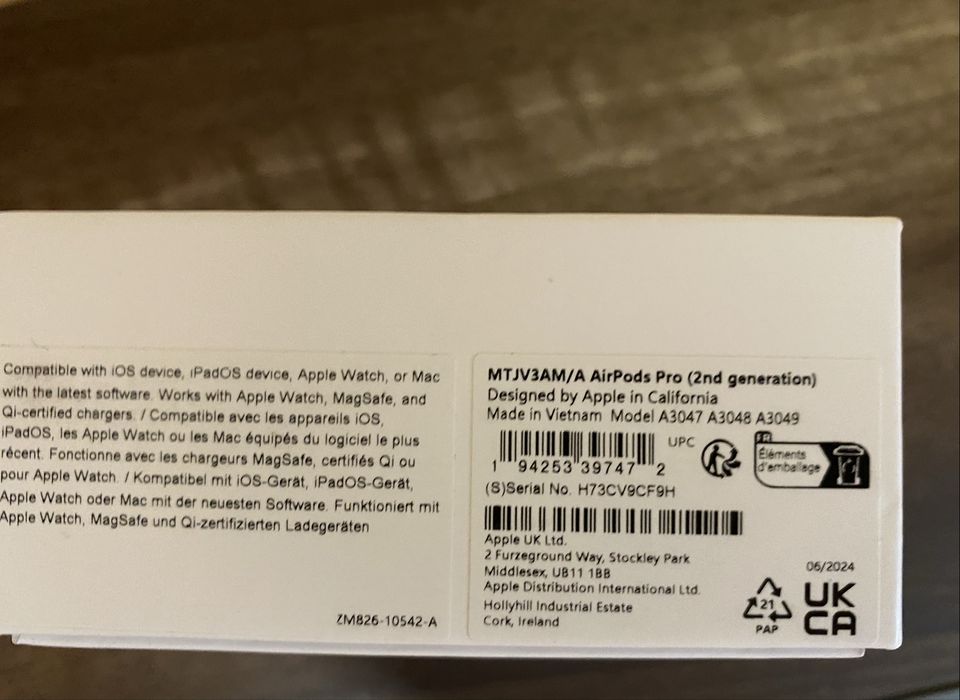 Compatible with iOS device, iPadOS device, Apple Watch, or Mac
with the latest software. Works with Apple Watch, MagSafe, and
Qi-certified chargers. / Compatible avec les appareils iOS,
iPadOS, les Apple Watch ou les Mac équipés du logiciel le plus
récent. Fonctionne avec les chargeurs MagSafe, certifiés Qi ou
pour Apple Watch. / Kompatibel mit iOS-Gerät, iPadOS-Gerät,
Apple Watch oder Mac mit der neuesten Software. Funktioniert mit
Apple Watch, MagSafe und Qi-zertifizierten Ladegeräten
ZM826-10542-A
MTJV3AM/A AirPods Pro (2nd generation)
Designed by Apple in California
Made in Vietnam Model A3047 A3048 A3049
UPC
1 94253 39747 2
FR
Éléments
d'emballage
(S)Serial No. H73CV9CF9H
Apple UK Ltd.
2 Furzeground Way, Stockley Park
Middlesex, UB11 1BB
Apple Distribution International Ltd.
Hollyhill Industrial Estate
Cork, Ireland
06/2024
21
PAP
UK
CA